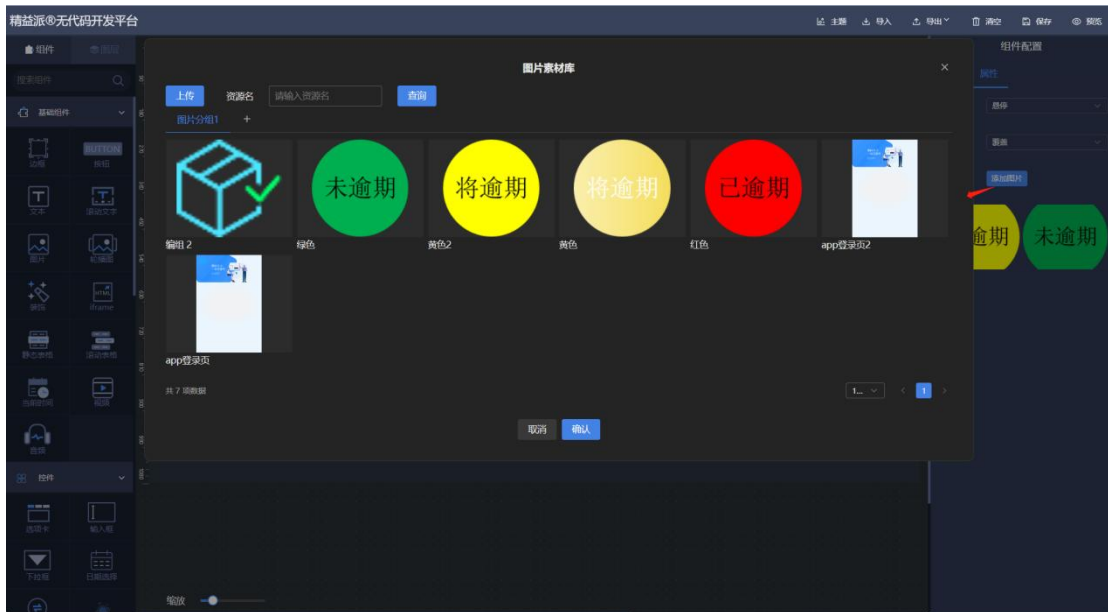 精益派®无代码开发平台
主题 导入 导出 清空 保存 预览
组件 图层
组件配置
图片素材库
搜索组件
属性
上传 资源名 请输入资源名 查询
基础组件
悬停
图片分组1 +
边框 BUTTON 按钮
覆盖
未逾期 将逾期 将逾期 已逾期
添加图片
文本 滚动文字
逾期 未逾期
编组 2 绿色 黄色2 黄色 红色 app登录页2
图片 轮播图
HTML
装饰 iframe
静态表格 滚动表格
app登录页
共 7 项数据 1... 1
当前时间 视频
取消 确认
音频
控件
选项卡 输入框
下拉框 日期选择
缩放